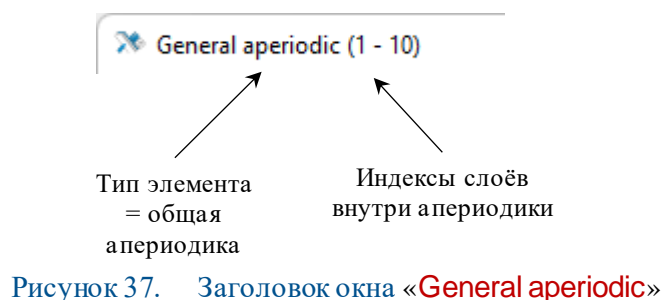 General aperiodic (1 - 10)
Тип элемента
= общая
апериодика
Индексы слоёв
внутри апериодики
Рисунок 37. Заголовок окна «General aperiodic»